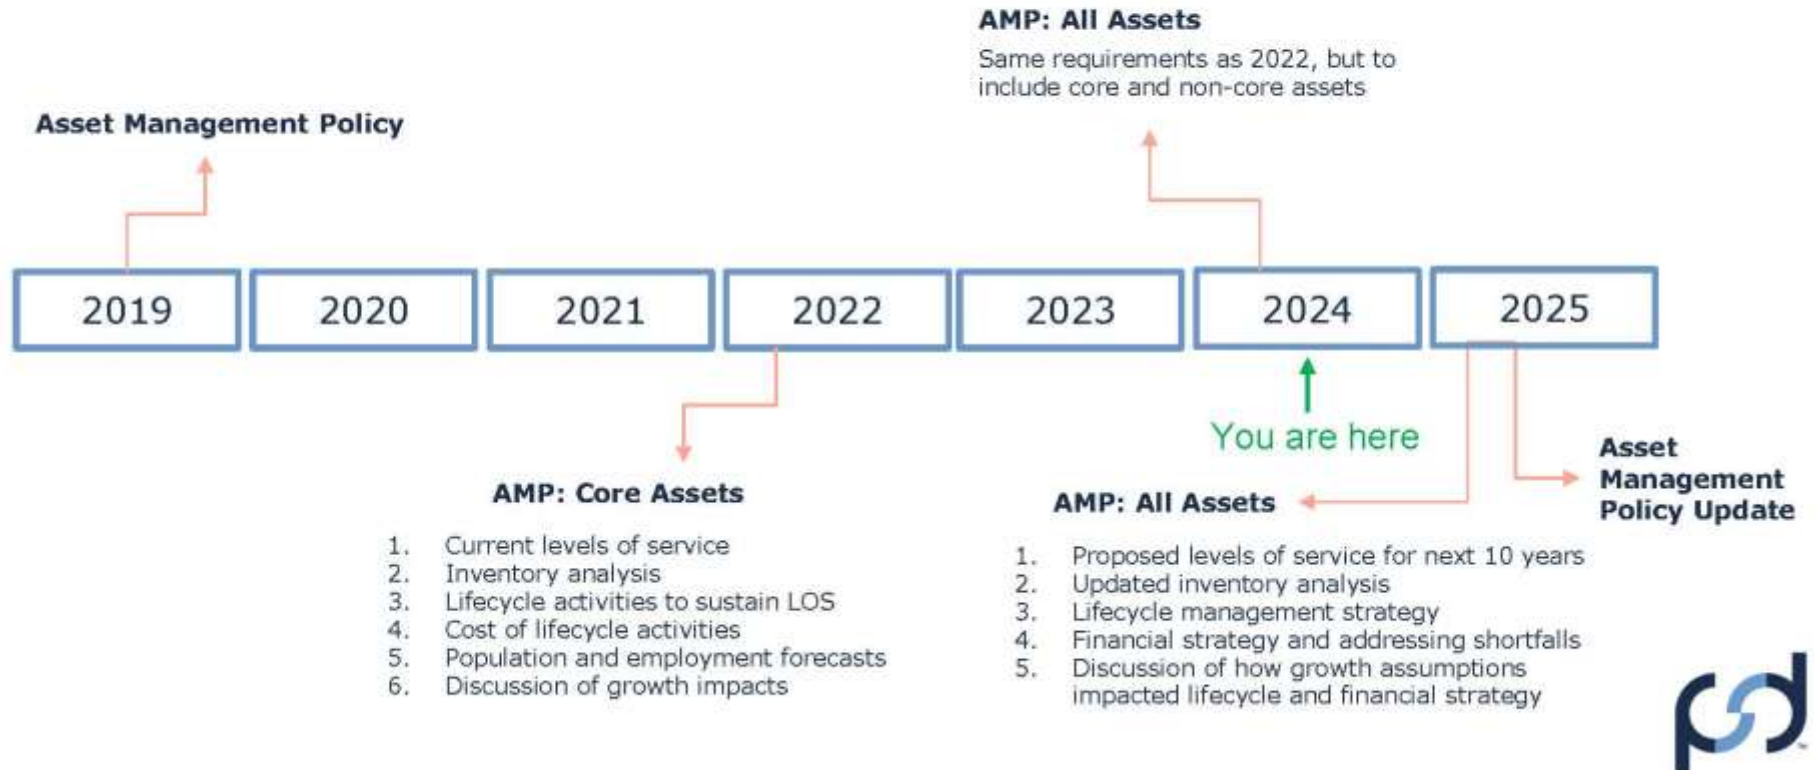 AMP: All Assets
Same requirements as 2022, but to
include core and non-core assets
Asset Management Policy
2019
2020
2021
2022
2023
2024
2025
You are here
AMP: Core Assets
1. Current levels of service
2. Inventory analysis
3. Lifecycle activities to sustain LOS
4. Cost of lifecycle activities
5. Population and employment forecasts
6. Discussion of growth impacts
AMP: All Assets
1. Proposed levels of service for next 10 years
2. Updated inventory analysis
3. Lifecycle management strategy
4. Financial strategy and addressing shortfalls
5. Discussion of how growth assumptions
impacted lifecycle and financial strategy
Asset
Management
Policy Update
psd